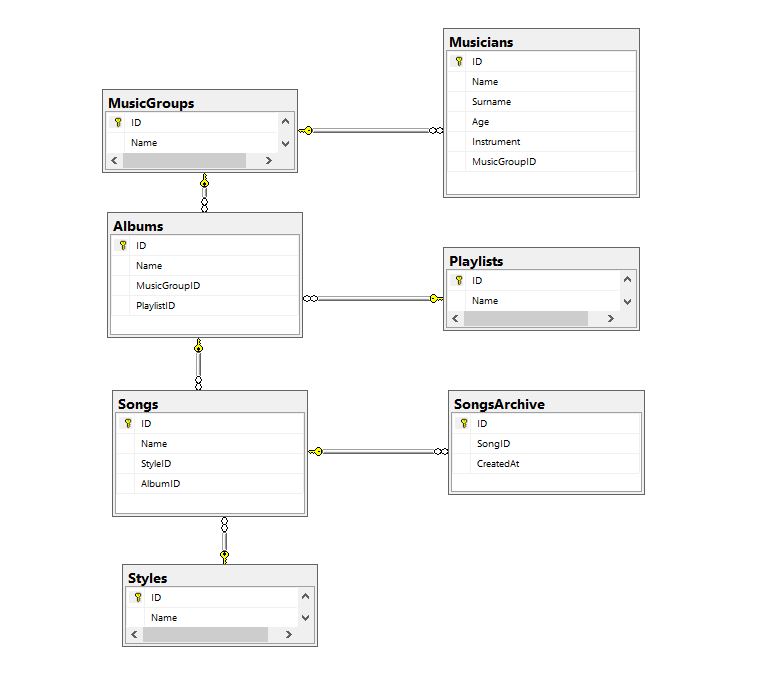 Musicians
ID
Name
Surname
Age
Instrument
MusicGroupID
MusicGroups
ID
Name
Albums
ID
Name
MusicGroupID
PlaylistID
Playlists
ID
Name
Songs
ID
Name
StyleID
AlbumID
SongsArchive
ID
SongID
CreatedAt
Styles
ID
Name